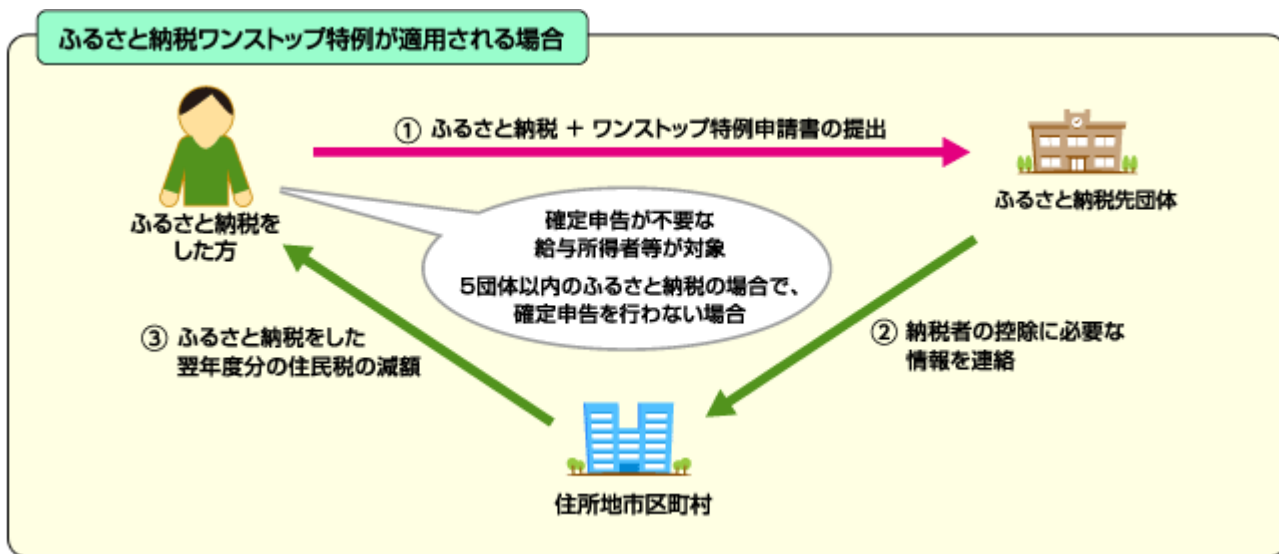 ふるさと納税ワンストップ特例が適用される場合
① ふるさと納税 + ワンストップ特例申請書の提出
ふるさと納税を
した方
ふるさと納税先団体
確定申告が不要な
給与所得者等が対象
5団体以内のふるさと納税の場合で、
確定申告を行わない場合
② 納税者の控除に必要な
情報を連絡
③ ふるさと納税をした
翌年度分の住民税の減額
住所地市区町村